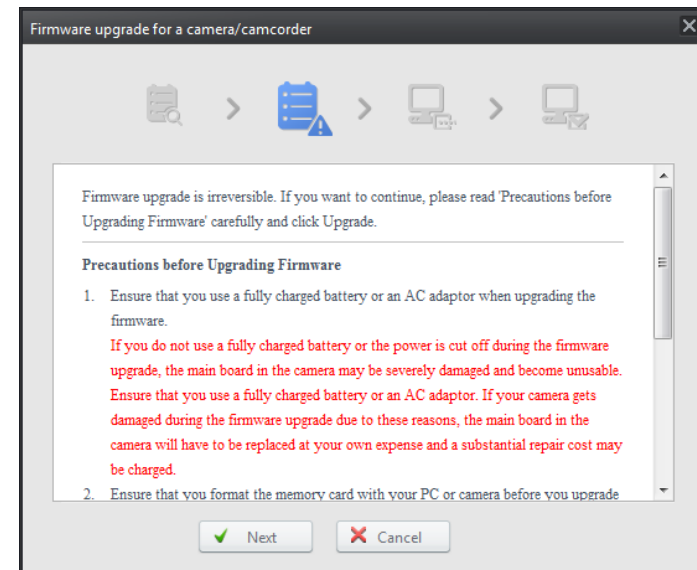 Firmware upgrade for a camera/camcorder
Firmware upgrade is irreversible. If you want to continue, please read 'Precautions before
Upgrading Firmware' carefully and click Upgrade.
Precautions before Upgrading Firmware
1. Ensure that you use a fully charged battery or an AC adaptor when upgrading the
firmware.
If you do not use a fully charged battery or the power is cut off during the firmware
upgrade, the main board in the camera may be severely damaged and become unusable.
Ensure that you use a fully charged battery or an AC adaptor. If your camera gets
damaged during the firmware upgrade due to these reasons, the main board in the
camera will have to be replaced at your own expense and a substantial repair cost may
be charged.
2. Ensure that you format the memory card with your PC or camera before you upgrade
Next
Cancel